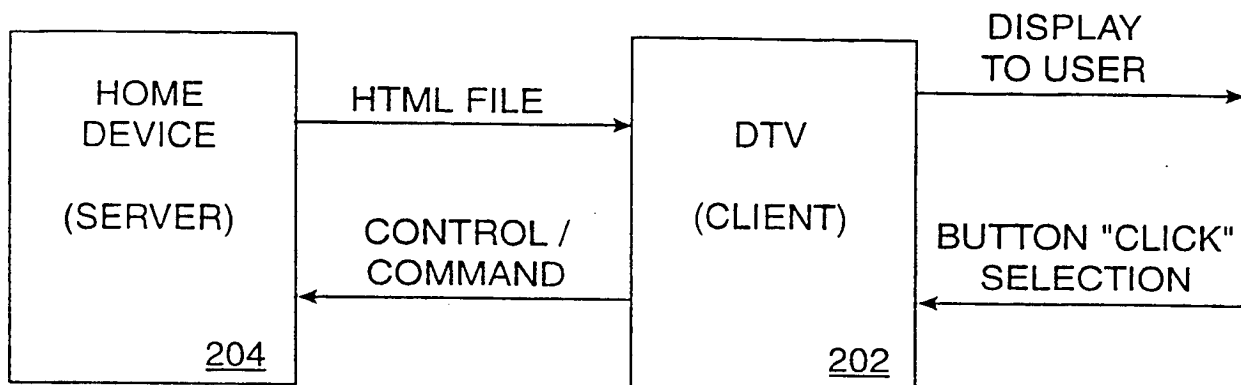 HOME
DEVICE
(SERVER)
204
HTML FILE
CONTROL /
COMMAND
DTV
(CLIENT)
202
DISPLAY
TO USER
BUTTON "CLICK"
SELECTION